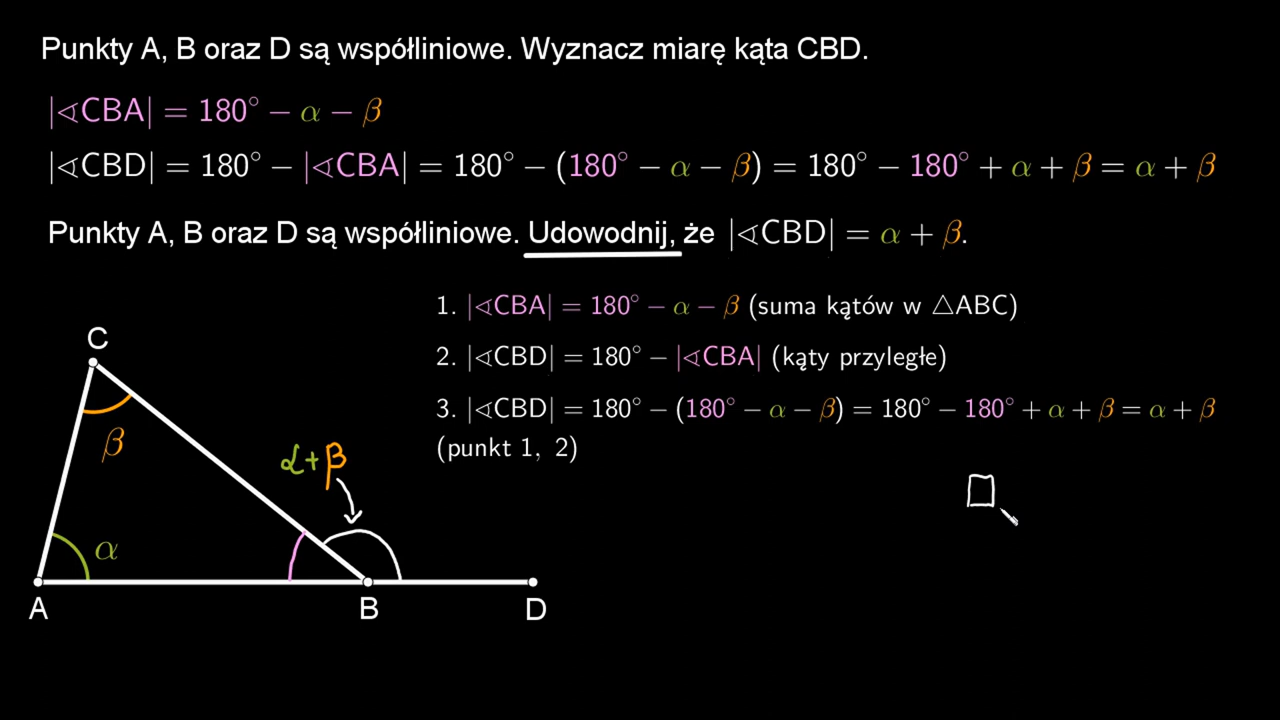 Punkty A, B oraz D są współliniowe. Wyznacz miarę kąta CBD.
|∢CBA| = 180° − α − β
|∢CBD| = 180° − |∢CBA| = 180° − (180° − α − β) = 180° − 180° + α + β = α + β
Punkty A, B oraz D są współliniowe. Udowodnij, że |∢CBD| = α + β.
1. |∢CBA| = 180° − α − β (suma kątów w △ABC)
2. |∢CBD| = 180° − |∢CBA| (kąty przyległe)
3. |∢CBD| = 180° − (180° − α − β) = 180° − 180° + α + β = α + β
(punkt 1, 2)
C
β
α+β
α
A
B
D